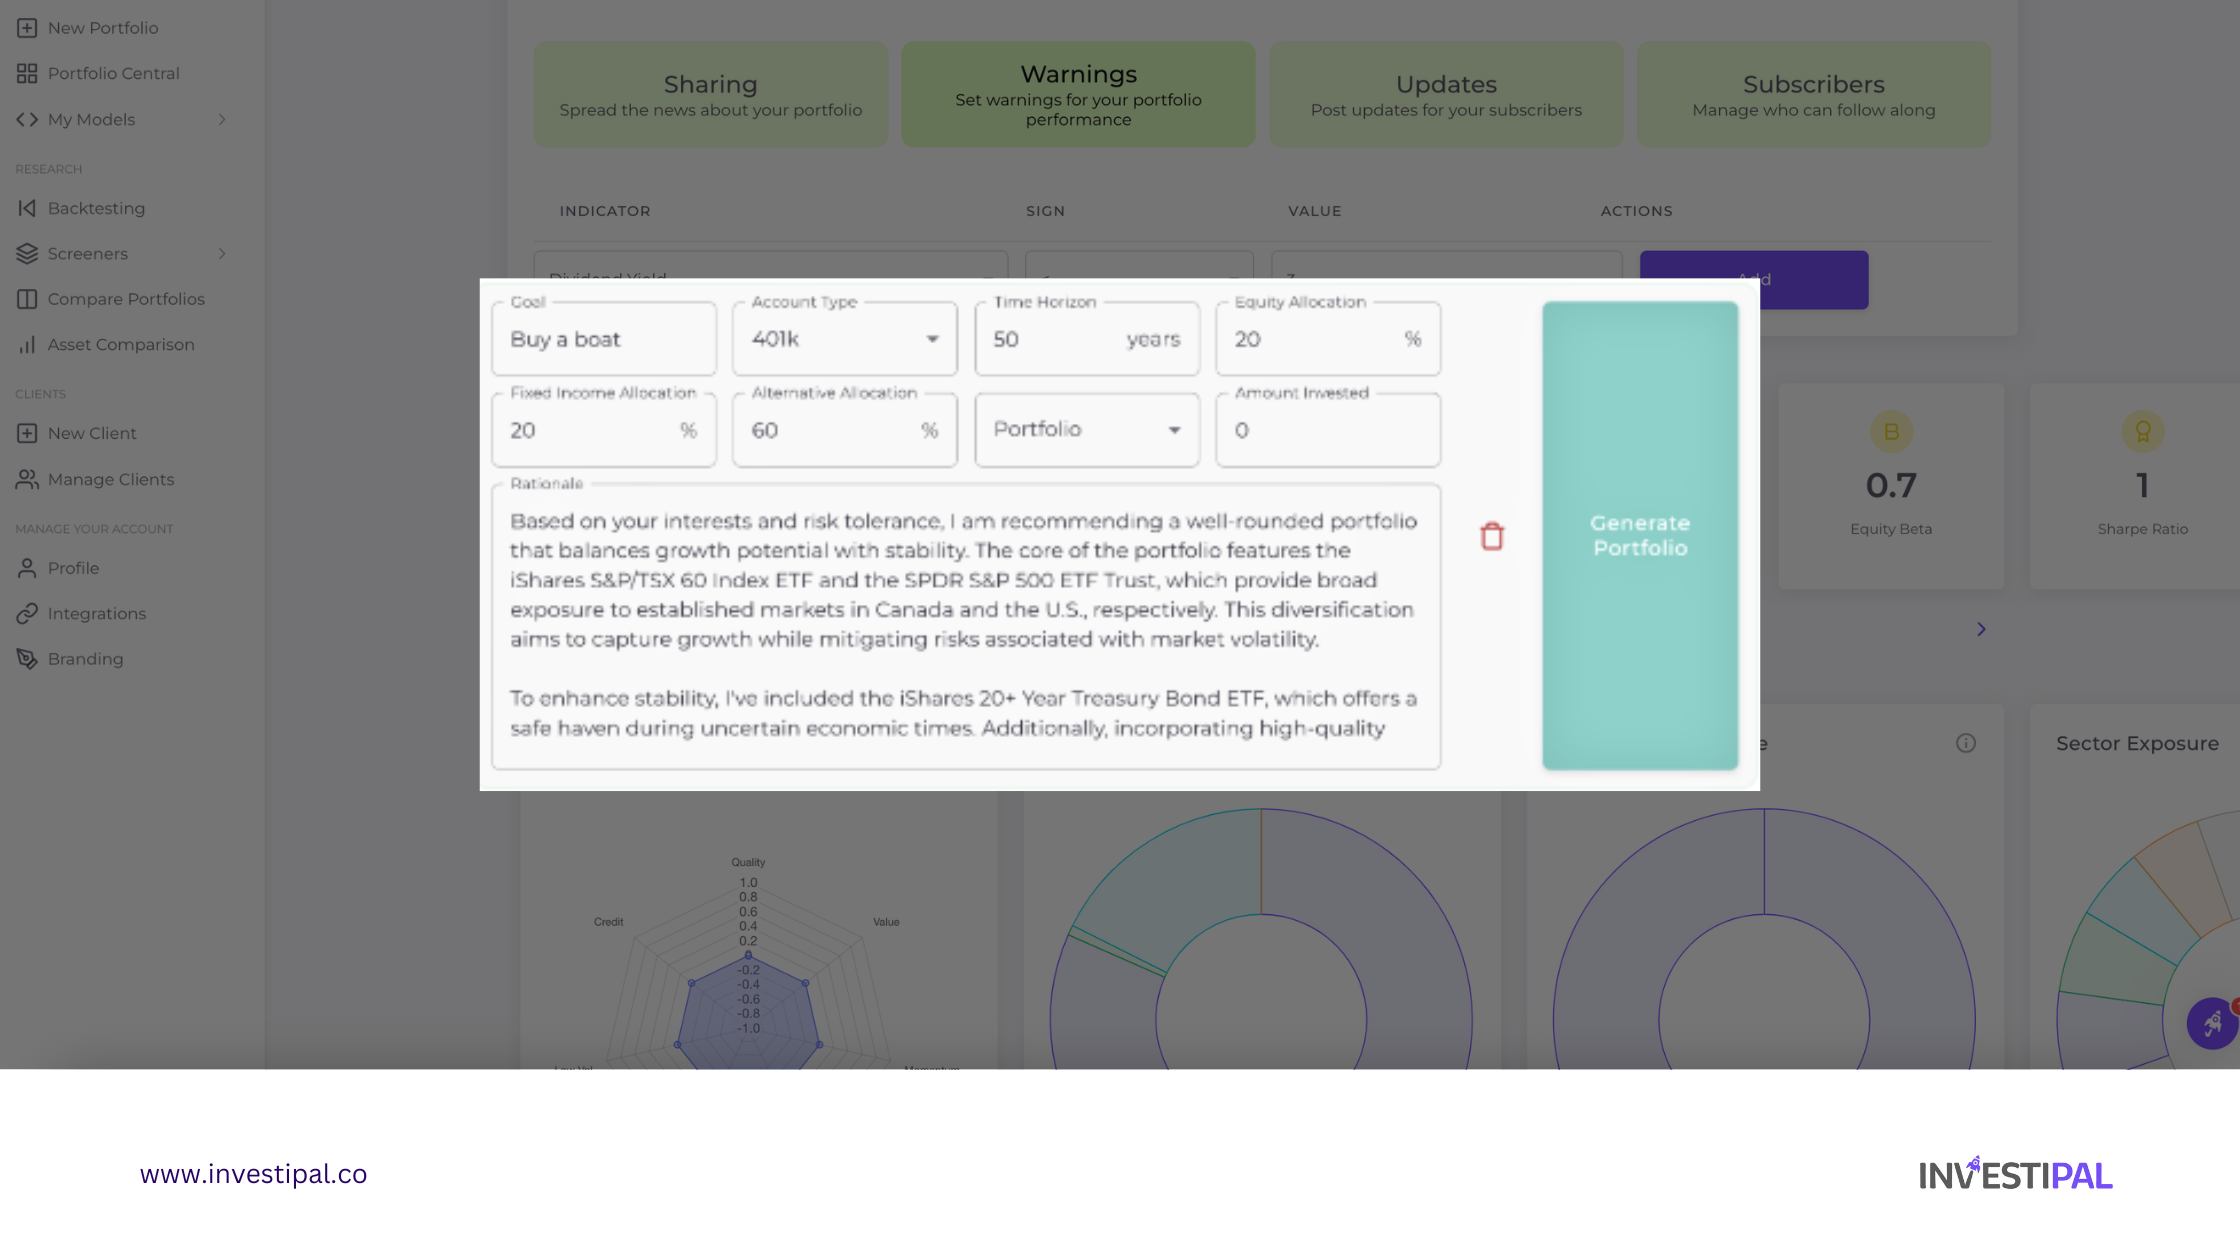 New Portfolio
Portfolio Central
My Models
RESEARCH
Backtesting
Screeners
Compare Portfolios
Asset Comparison
CLIENTS
New Client
Manage Clients
MANAGE YOUR ACCOUNT
Profile
Integrations
Branding
Sharing
Spread the news about your portfolio
Warnings
Set warnings for your portfolio
performance
Updates
Post updates for your subscribers
Subscribers
Manage who can follow along
INDICATOR SIGN VALUE ACTIONS
Dividend Yield
Add
Goal
Buy a boat
Account Type
401k
Time Horizon
50 years
Equity Allocation
20 %
Fixed Income Allocation
20 %
Alternative Allocation
60 %
Portfolio
Amount Invested
0
Rationale
Based on your interests and risk tolerance, I am recommending a well-rounded portfolio
that balances growth potential with stability. The core of the portfolio features the
iShares S&P/TSX 60 Index ETF and the SPDR S&P 500 ETF Trust, which provide broad
exposure to established markets in Canada and the U.S., respectively. This diversification
aims to capture growth while mitigating risks associated with market volatility.
To enhance stability, I've included the iShares 20+ Year Treasury Bond ETF, which offers a
safe haven during uncertain economic times. Additionally, incorporating high-quality
Generate
Portfolio
B
0.7
Equity Beta
1
Sharpe Ratio
Sector Exposure
Quality
1.0
0.8
0.6
0.4
0.2
0
-0.2
-0.4
-0.6
-0.8
-1.0
Credit
Value
www.investipal.co
INVESTIPAL